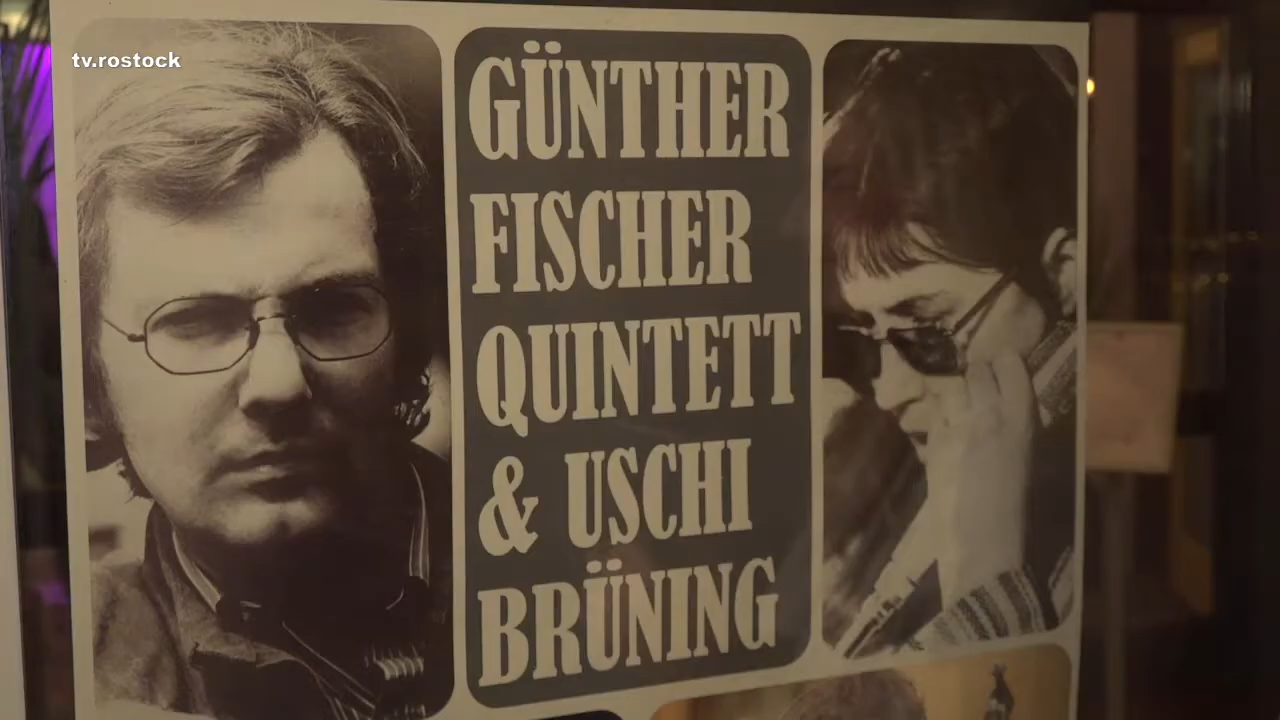 tv.rostock
GÜNTHER
FISCHER
QUINTETT
& USCHI
BRÜNING